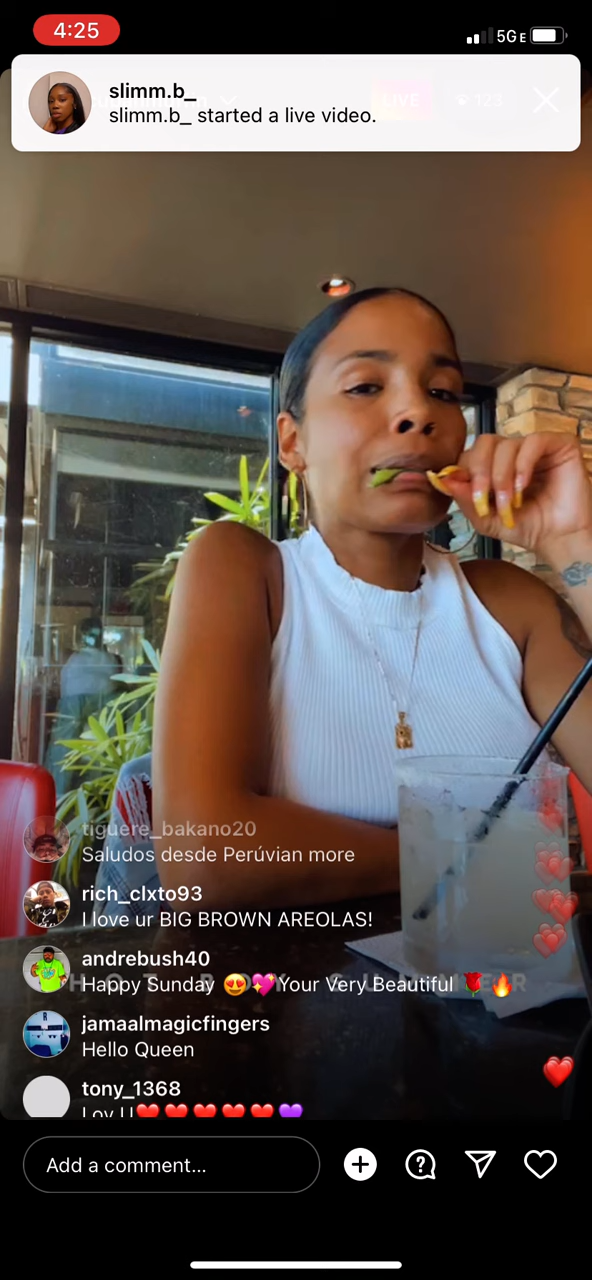 4:25
5G E
slimm.b_
slimm.b_ started a live video.
LIVE
123
tiguere_bakano20
Saludos desde Perúvian more
rich_clxto93
I love ur BIG BROWN AREOLAS!
andrebush40
Happy Sunday 😍💖Your Very Beautiful 🌹🔥
jamaalmagicfingers
Hello Queen
tony_1368
Lov U❤️❤️❤️❤️❤️💜
Add a comment...